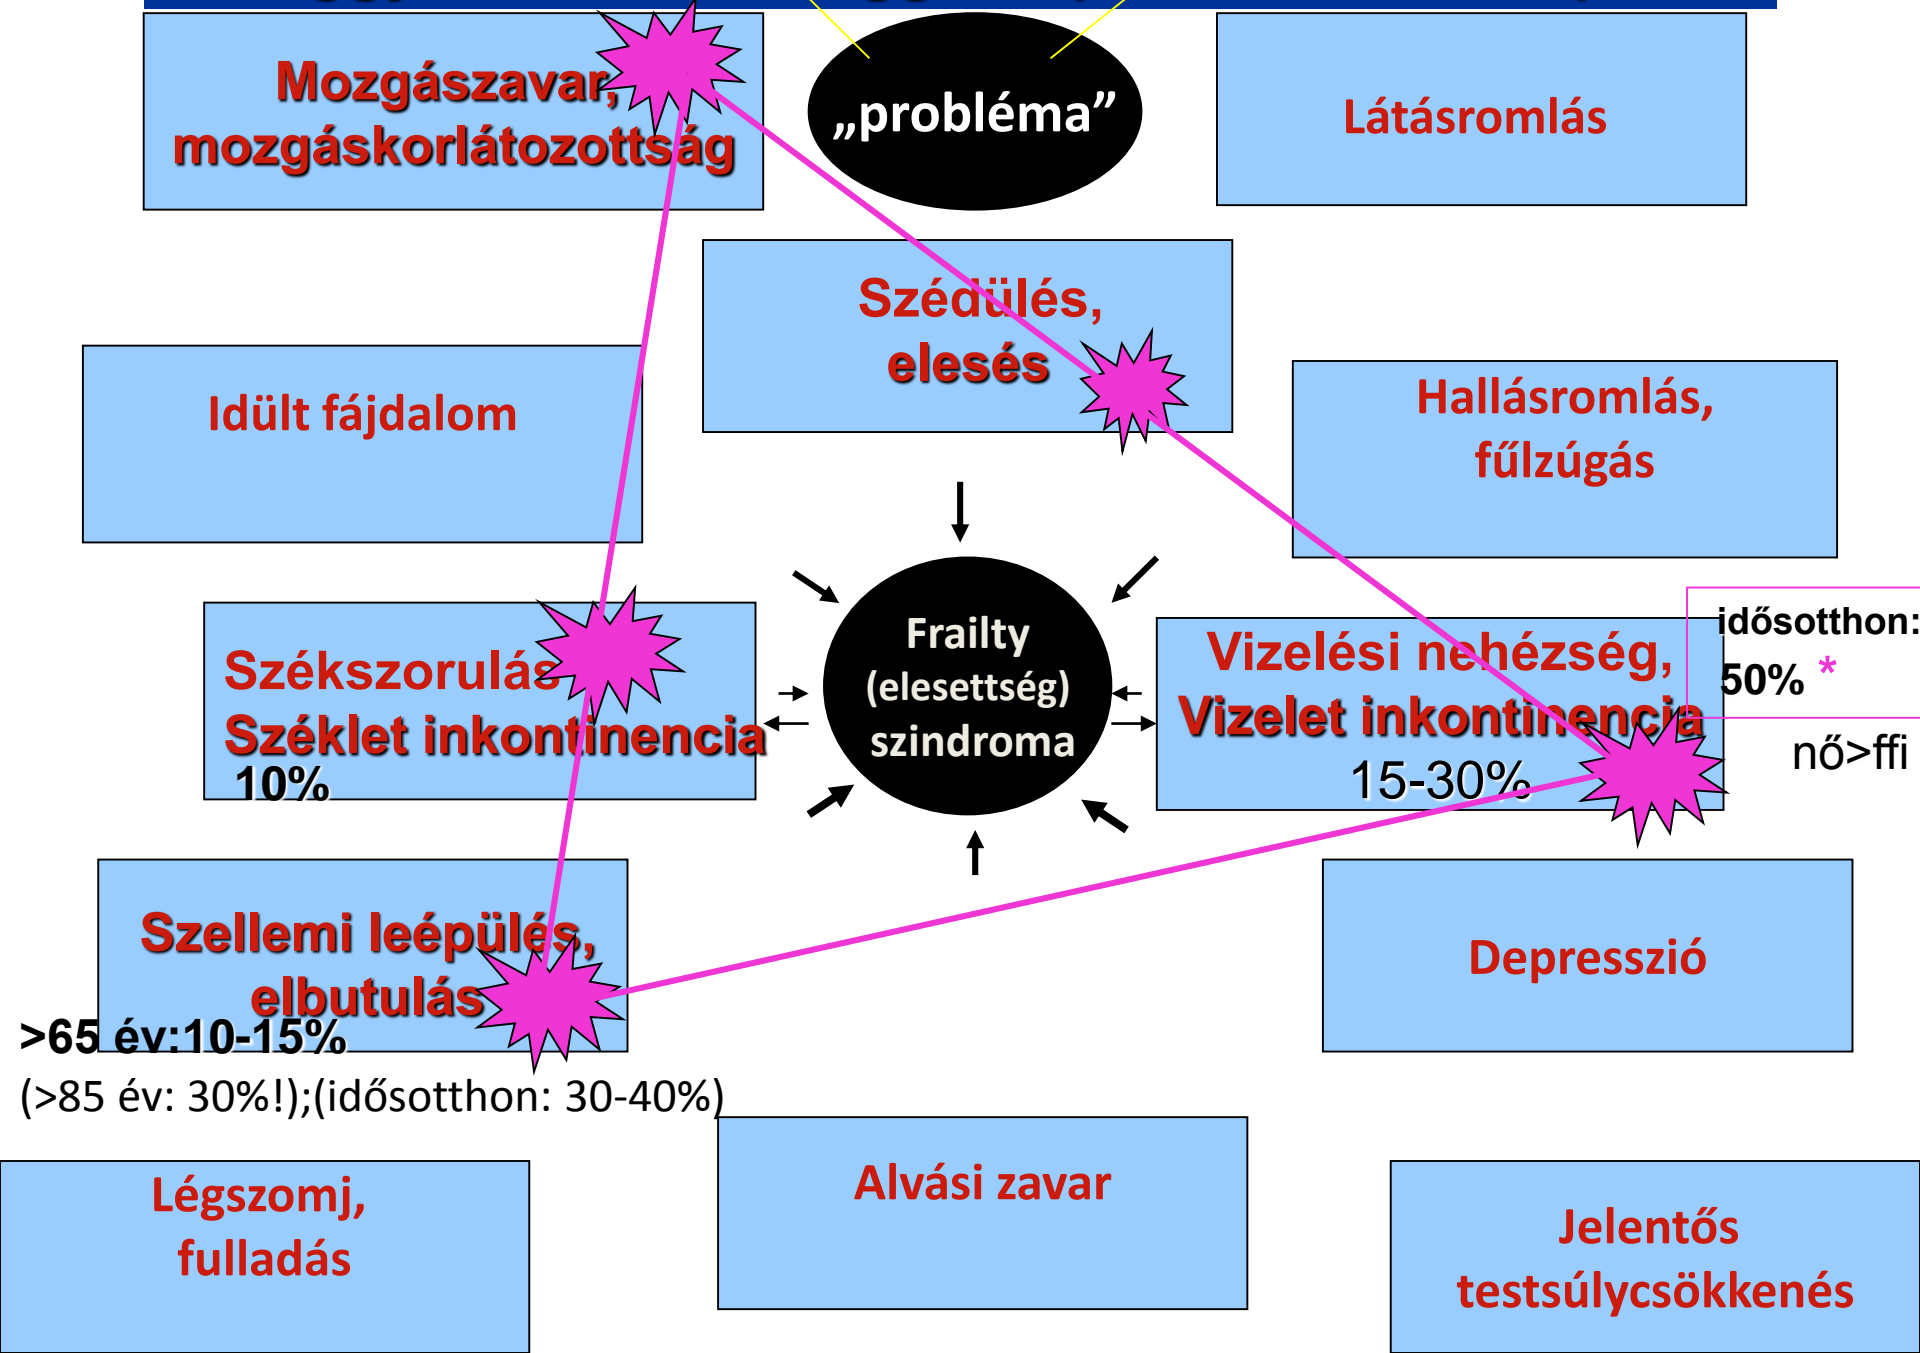 Mozgászavar,
mozgáskorlátozottság
„probléma”
Látásromlás
Szédülés,
elesés
Idült fájdalom
Hallásromlás,
fűlzúgás
Frailty
(elesettség)
szindroma
Székszorulás
Széklet inkontinencia
10%
Vizelési nehézség,
Vizelet inkontinencia
15-30%
idősotthon:
50% *
nő>ffi
Szellemi leépülés,
elbutulás
>65 év:10-15%
(>85 év: 30%!);(idősotthon: 30-40%)
Depresszió
Légszomj,
fulladás
Alvási zavar
Jelentős
testsúlycsökkenés